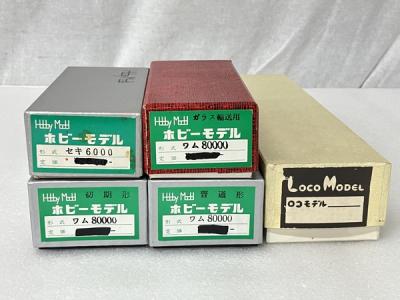 Hobby Model
ホビーモデル
形式 セキ6000
定価
Hobby Model
ガラス輸送用
ホビーモデル
形式 ワム80000
定価
Hobby Model
初期形
ホビーモデル
形式 ワム80000
定価
Hobby Model
普通形
ホビーモデル
形式 ワム80000
定価
LOCO MODEL
ロコモデル